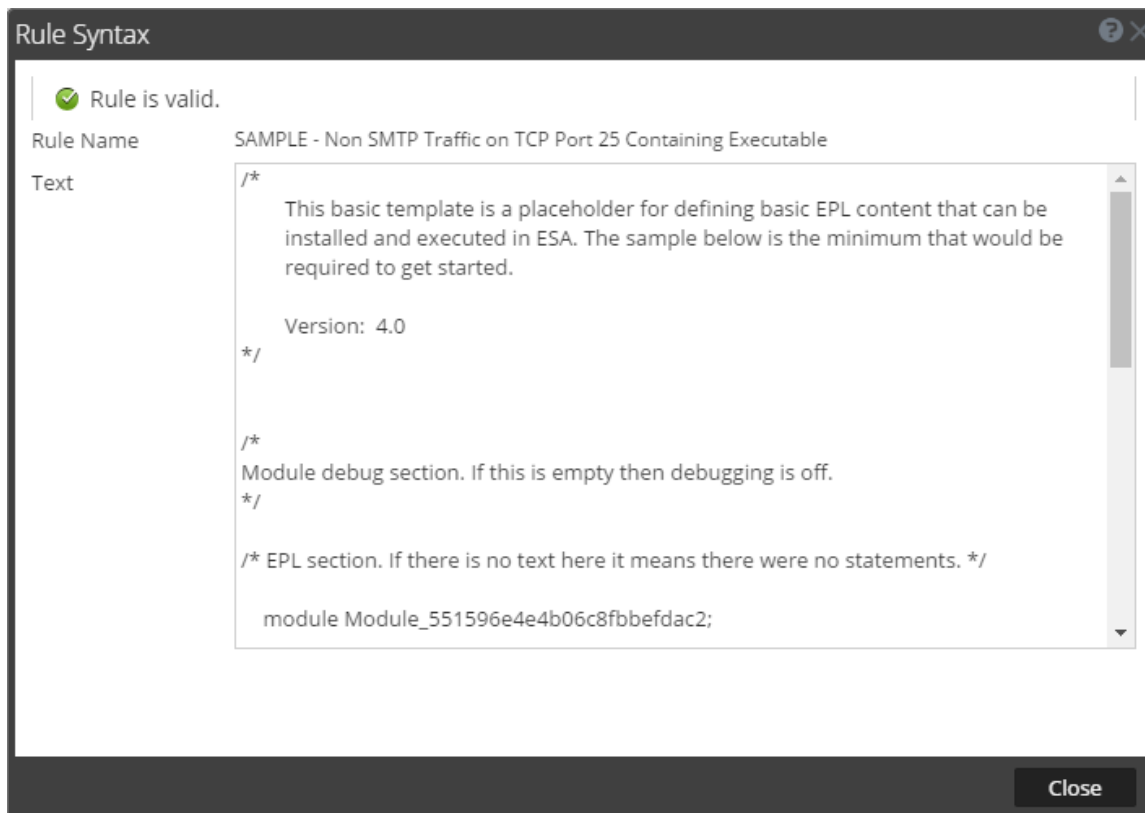 Rule Syntax
Rule is valid.
Rule Name SAMPLE - Non SMTP Traffic on TCP Port 25 Containing Executable
Text
/*
This basic template is a placeholder for defining basic EPL content that can be
installed and executed in ESA. The sample below is the minimum that would be
required to get started.
Version:  4.0
*/
/*
Module debug section. If this is empty then debugging is off.
*/
/* EPL section. If there is no text here it means there were no statements. */
module Module_551596e4e4b06c8fbbefdac2;
Close